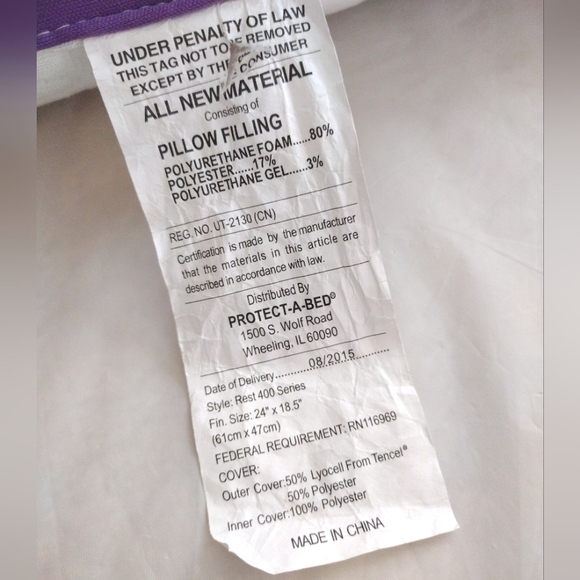 UNDER PENALTY OF LAW
THIS TAG NOT TO BE REMOVED
EXCEPT BY THE CONSUMER
ALL NEW MATERIAL
Consisting of
PILLOW FILLING
POLYURETHANE FOAM......80%
POLYESTER......17%
POLYURETHANE GEL......3%
REG. NO. UT-2130 (CN)
Certification is made by the manufacturer
that the materials in this article are
described in accordance with law.
Distributed By
PROTECT-A-BED®
1500 S. Wolf Road
Wheeling, IL 60090
Date of Delivery............08/2015............
Style: Rest 400 Series
Fin. Size: 24" x 18.5"
(61cm x 47cm)
FEDERAL REQUIREMENT: RN116969
COVER:
Outer Cover:50% Lyocell From Tencel®
50% Polyester
Inner Cover:100% Polyester
MADE IN CHINA